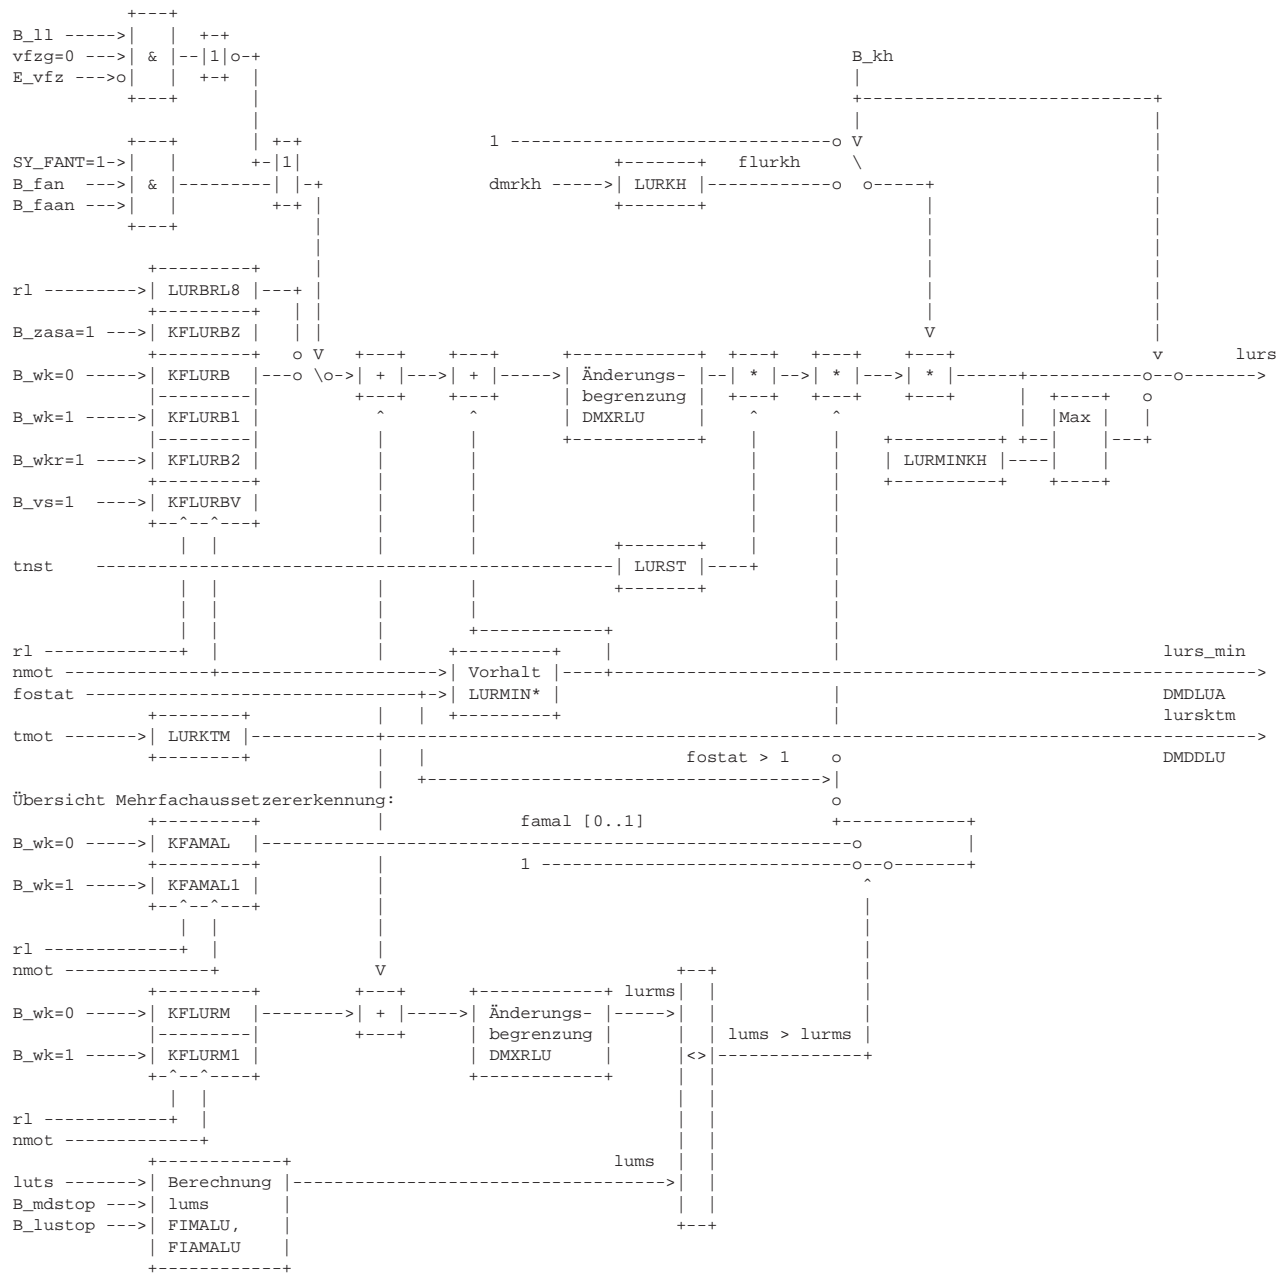 B_ll
vfzg=0 & 1 B_kh
E_vfz
1
SY_FANT=1 1 flurkh
B_fan & dmrkh LURKH
B_faan
rl LURBRL8
B_zasa=1 KFLURBZ
lurs
B_wk=0 KFLURB + + Änderungs- * * *
begrenzung
B_wk=1 KFLURB1 DMXRLU Max
B_wkr=1 KFLURB2 LURMINKH
B_vs=1 KFLURBV
tnst LURST
rl lurs_min
nmot Vorhalt
fostat LURMIN* DMDLUA
lursktm
tmot LURKTM
fostat > 1 DMDDLU
Übersicht Mehrfachaussetzererkennung:
famal [0..1]
B_wk=0 KFAMAL
1
B_wk=1 KFAMAL1
rl
nmot
lurms
B_wk=0 KFLURM + Änderungs-
begrenzung lums > lurms
B_wk=1 KFLURM1 DMXRLU <>
rl
nmot
lums
luts Berechnung
B_mdstop lums
B_lustop FIMALU,
FIAMALU